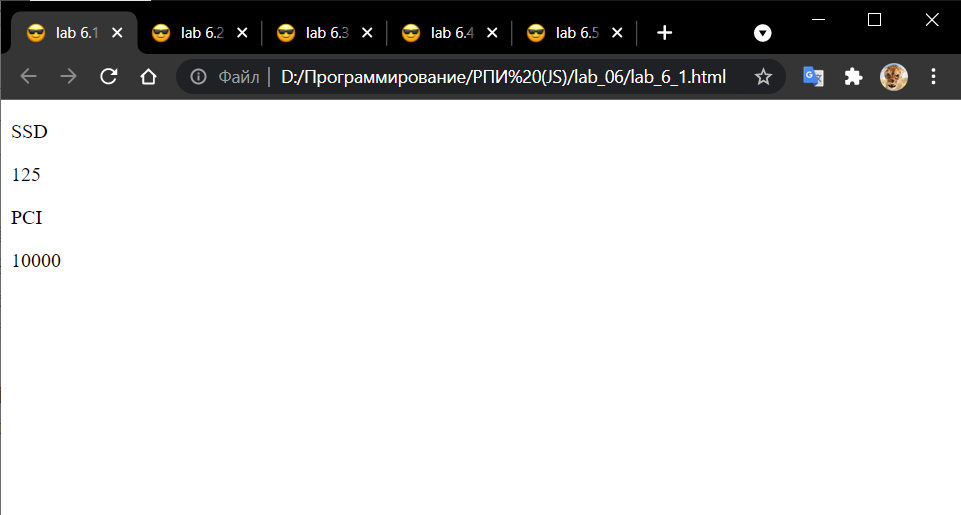 lab 6.1 lab 6.2 lab 6.3 lab 6.4 lab 6.5
Файл D:/Программирование/РПИ%20(JS)/lab_06/lab_6_1.html
SSD
125
PCI
10000